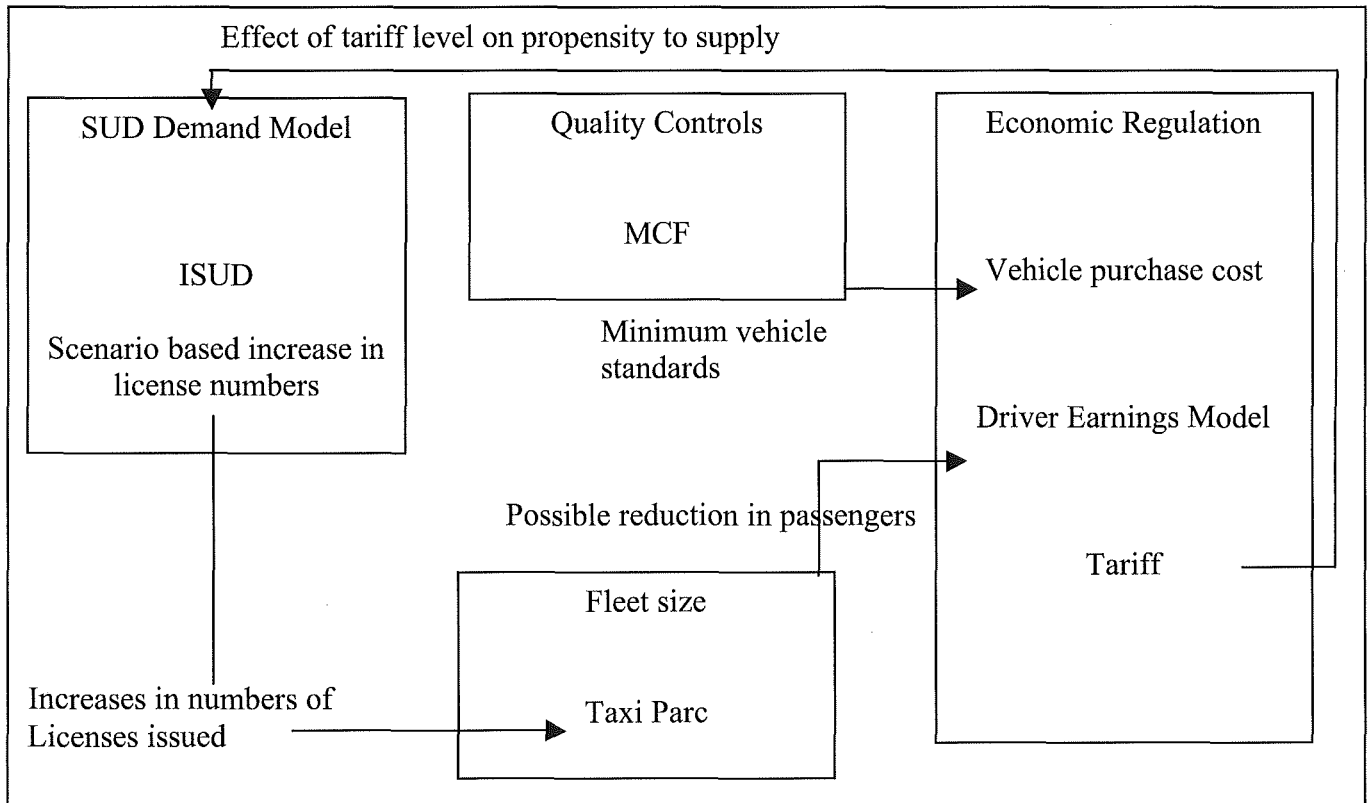 Effect of tariff level on propensity to supply
SUD Demand Model
ISUD
Scenario based increase in
license numbers
Quality Controls
MCF
Minimum vehicle
standards
Economic Regulation
Vehicle purchase cost
Driver Earnings Model
Tariff
Possible reduction in passengers
Fleet size
Taxi Parc
Increases in numbers of
Licenses issued